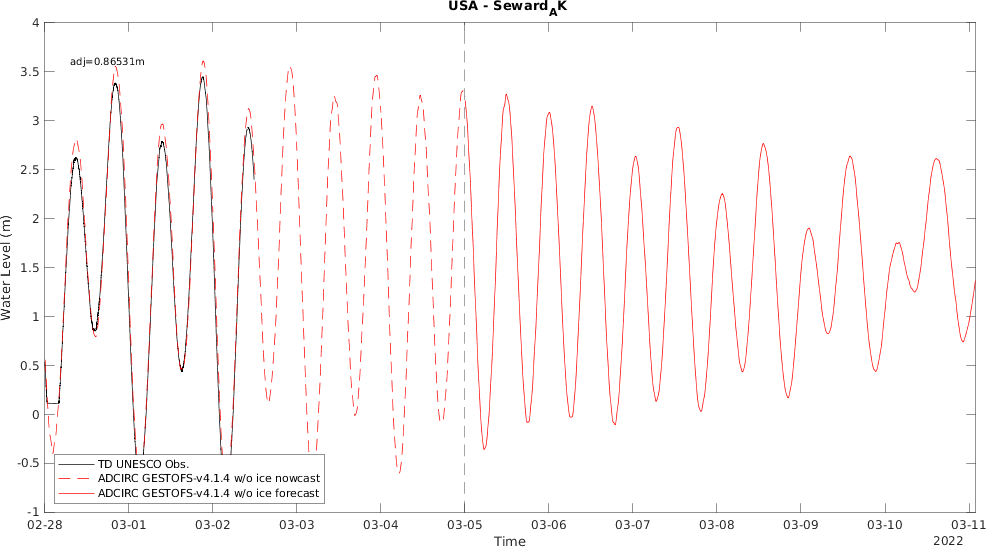 USA - Seward_AK
4
adj=0.86531m
3.5
3
2.5
2
1.5
1
0.5
0
-0.5
-1
Water Level (m)
TD UNESCO Obs.
ADCIRC GESTOFS-v4.1.4 w/o ice nowcast
ADCIRC GESTOFS-v4.1.4 w/o ice forecast
02-28 03-01 03-02 03-03 03-04 03-05 03-06 03-07 03-08 03-09 03-10 03-11
Time
2022